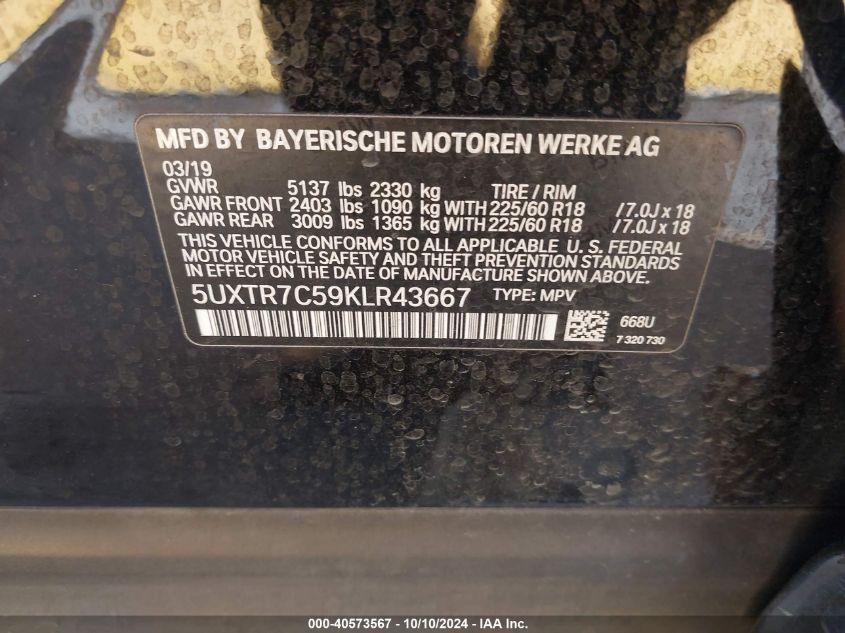 MFD BY BAYERISCHE MOTOREN WERKE AG
03/19
GVWR 5137 lbs 2330 kg TIRE / RIM
GAWR FRONT 2403 lbs 1090 kg WITH 225/60 R18 / 7.0J x 18
GAWR REAR 3009 lbs 1365 kg WITH 225/60 R18 / 7.0J x 18
THIS VEHICLE CONFORMS TO ALL APPLICABLE U. S. FEDERAL
MOTOR VEHICLE SAFETY AND THEFT PREVENTION STANDARDS
IN EFFECT ON THE DATE OF MANUFACTURE SHOWN ABOVE.
5UXTR7C59KLR43667 TYPE: MPV
668U
7 320 730
000-40573567 - 10/10/2024 - IAA Inc.